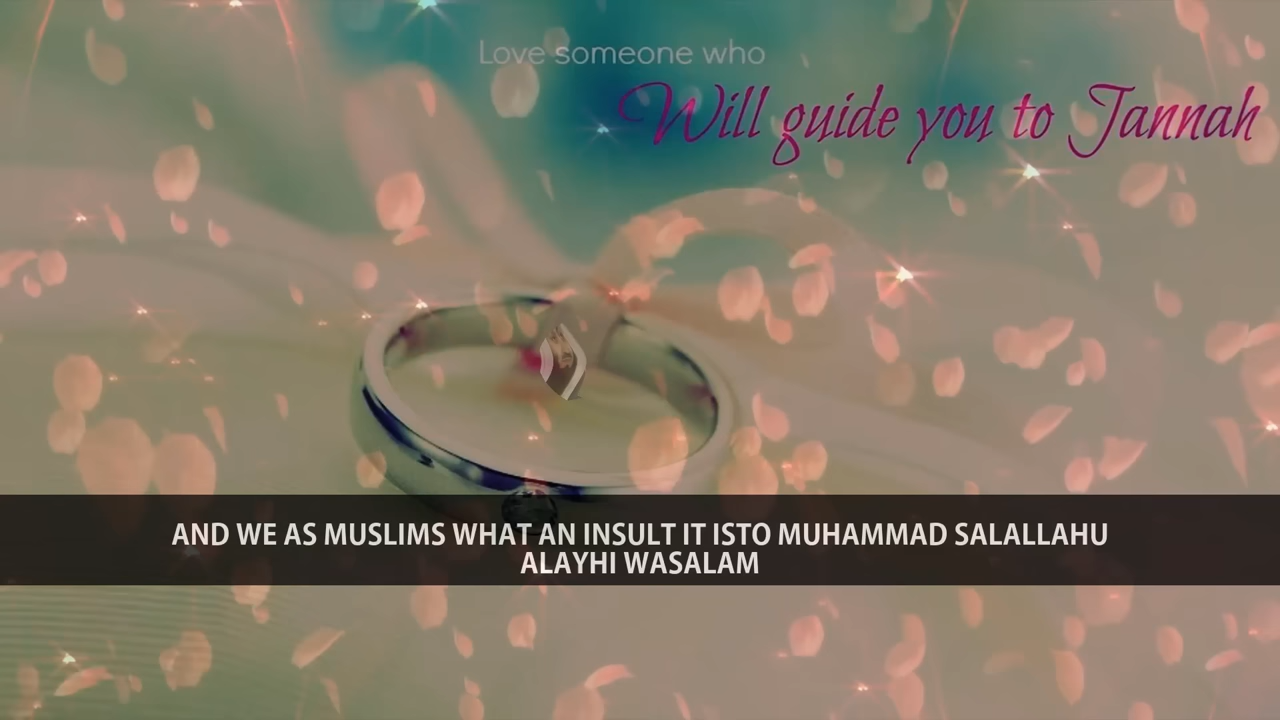 Love someone who
Will guide you to Jannah
AND WE AS MUSLIMS WHAT AN INSULT IT ISTO MUHAMMAD SALALLAHU
ALAYHI WASALAM